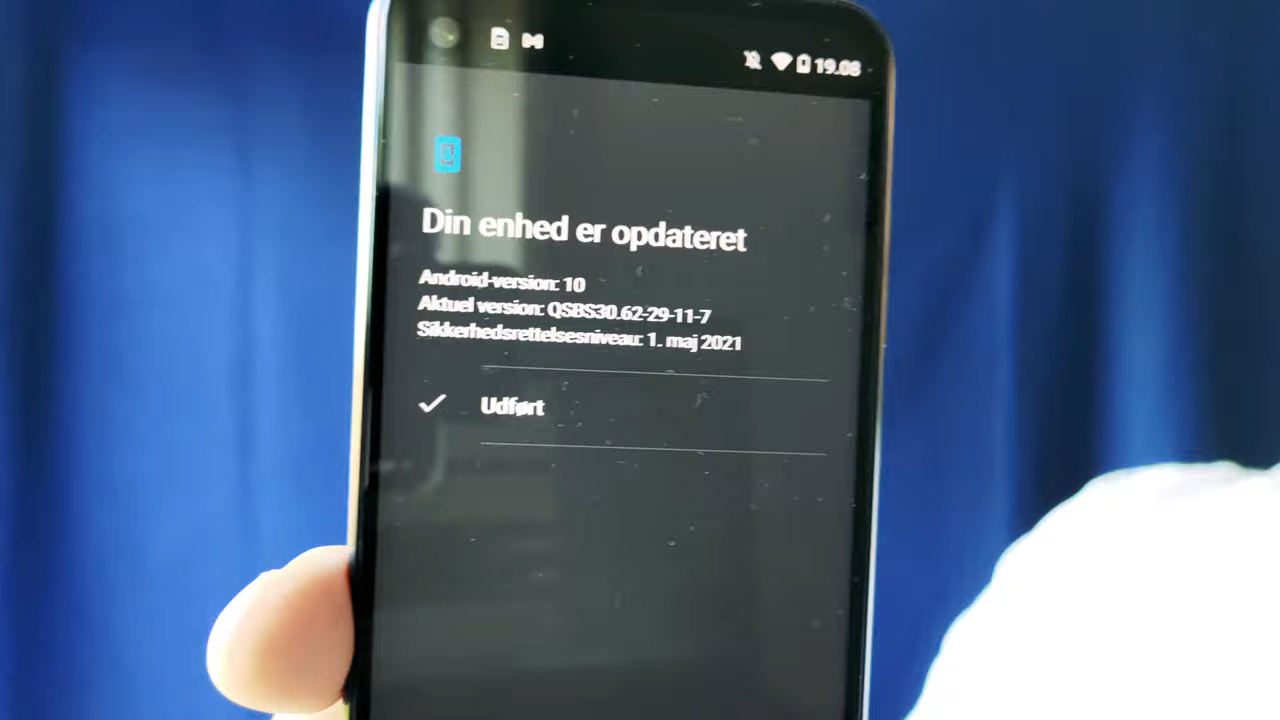 19.08
Din enhed er opdateret
Android-version: 10
Aktuel version: QSBS30.62-29-11-7
Sikkerhedsrettelsesniveau: 1. maj 2021
Udført